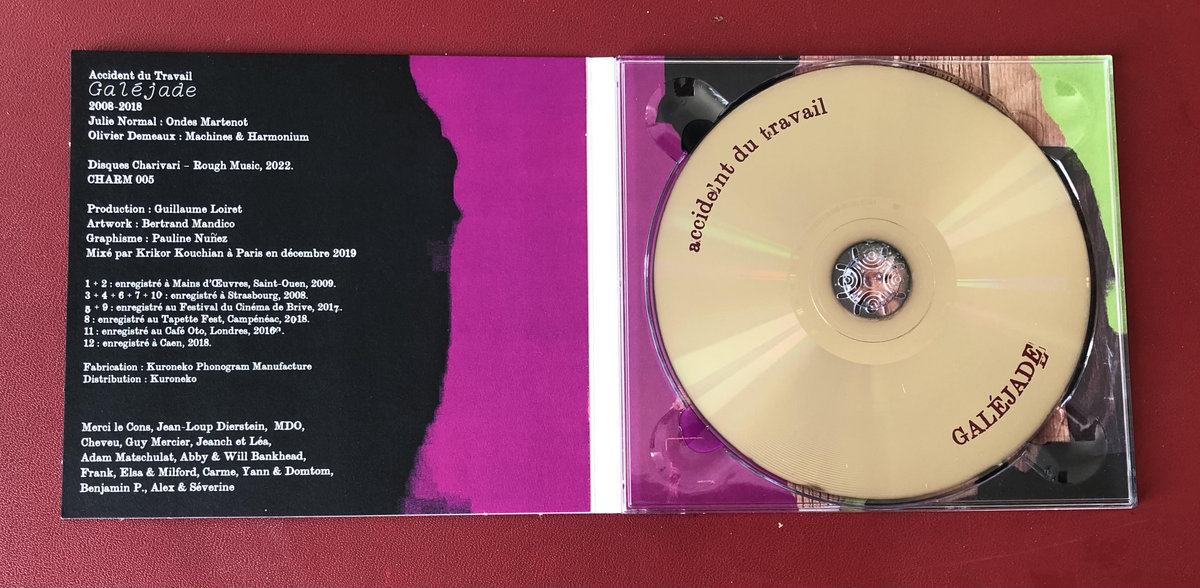 Accident du Travail
Galéjade
2008-2018
Julie Normal : Ondes Martenot
Olivier Demeaux : Machines & Harmonium
Disques Charivari – Rough Music, 2022.
CHARM 005
Production : Guillaume Loiret
Artwork : Bertrand Mandico
Graphisme : Pauline Nuñez
Mixé par Krikor Kouchian à Paris en décembre 2019
1 + 2 : enregistré à Mains d'Œuvres, Saint-Ouen, 2009.
3 + 4 + 6 + 7 + 10 : enregistré à Strasbourg, 2008.
5 + 9 : enregistré au Festival du Cinéma de Brive, 2017.
8 : enregistré au Tapette Fest, Campénéac, 2018.
11 : enregistré au Café Oto, Londres, 2016.
12 : enregistré à Caen, 2018.
Fabrication : Kuroneko Phonogram Manufacture
Distribution : Kuroneko
Merci le Cons, Jean-Loup Dierstein, MDO,
Cheveu, Guy Mercier, Jeanch et Léa,
Adam Matschulat, Abby & Will Bankhead,
Frank, Elsa & Milford, Carme, Yann & Domtom,
Benjamin P., Alex & Séverine
accident du travail
GALÉJADE